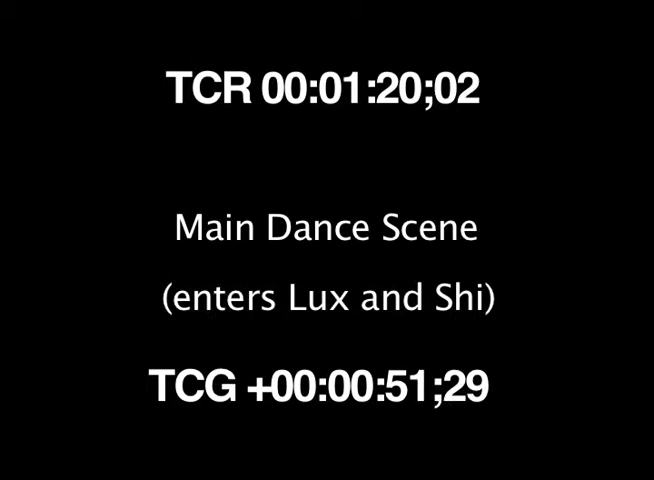 TCR 00:01:20;02
Main Dance Scene
(enters Lux and Shi)
TCG +00:00:51;29